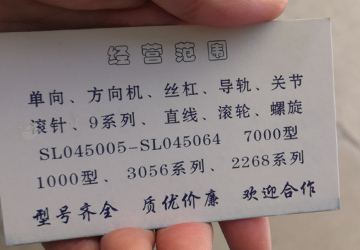 经营范围
单向、方向机、丝杠、导轨、关节
滚针、9系列、直线、滚轮、螺旋
SL045005-SL045064 7000型
1000型、3056系列、2268系列
型号齐全 质优价廉 欢迎合作